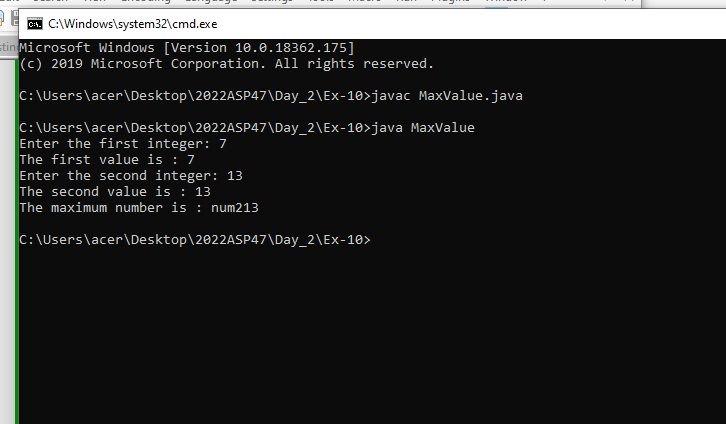 C:\Windows\system32\cmd.exe
Microsoft Windows [Version 10.0.18362.175]
(c) 2019 Microsoft Corporation. All rights reserved.
C:\Users\acer\Desktop\2022ASP47\Day_2\Ex-10>javac MaxValue.java
C:\Users\acer\Desktop\2022ASP47\Day_2\Ex-10>java MaxValue
Enter the first integer: 7
The first value is : 7
Enter the second integer: 13
The second value is : 13
The maximum number is : num213
C:\Users\acer\Desktop\2022ASP47\Day_2\Ex-10>